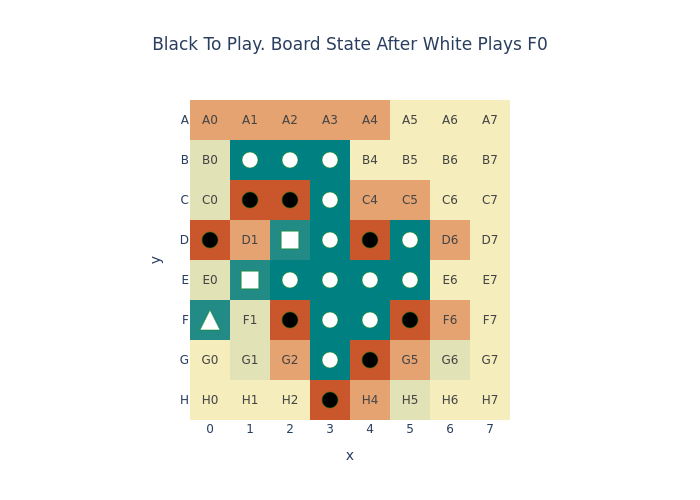 Black To Play. Board State After White Plays F0
A A0 A1 A2 A3 A4 A5 A6 A7
B B0 B4 B5 B6 B7
C C0 C4 C5 C6 C7
D D1 D6 D7
y
E E0 E6 E7
F F1 F6 F7
G G0 G1 G2 G5 G6 G7
H H0 H1 H2 H4 H5 H6 H7
0 1 2 3 4 5 6 7
x